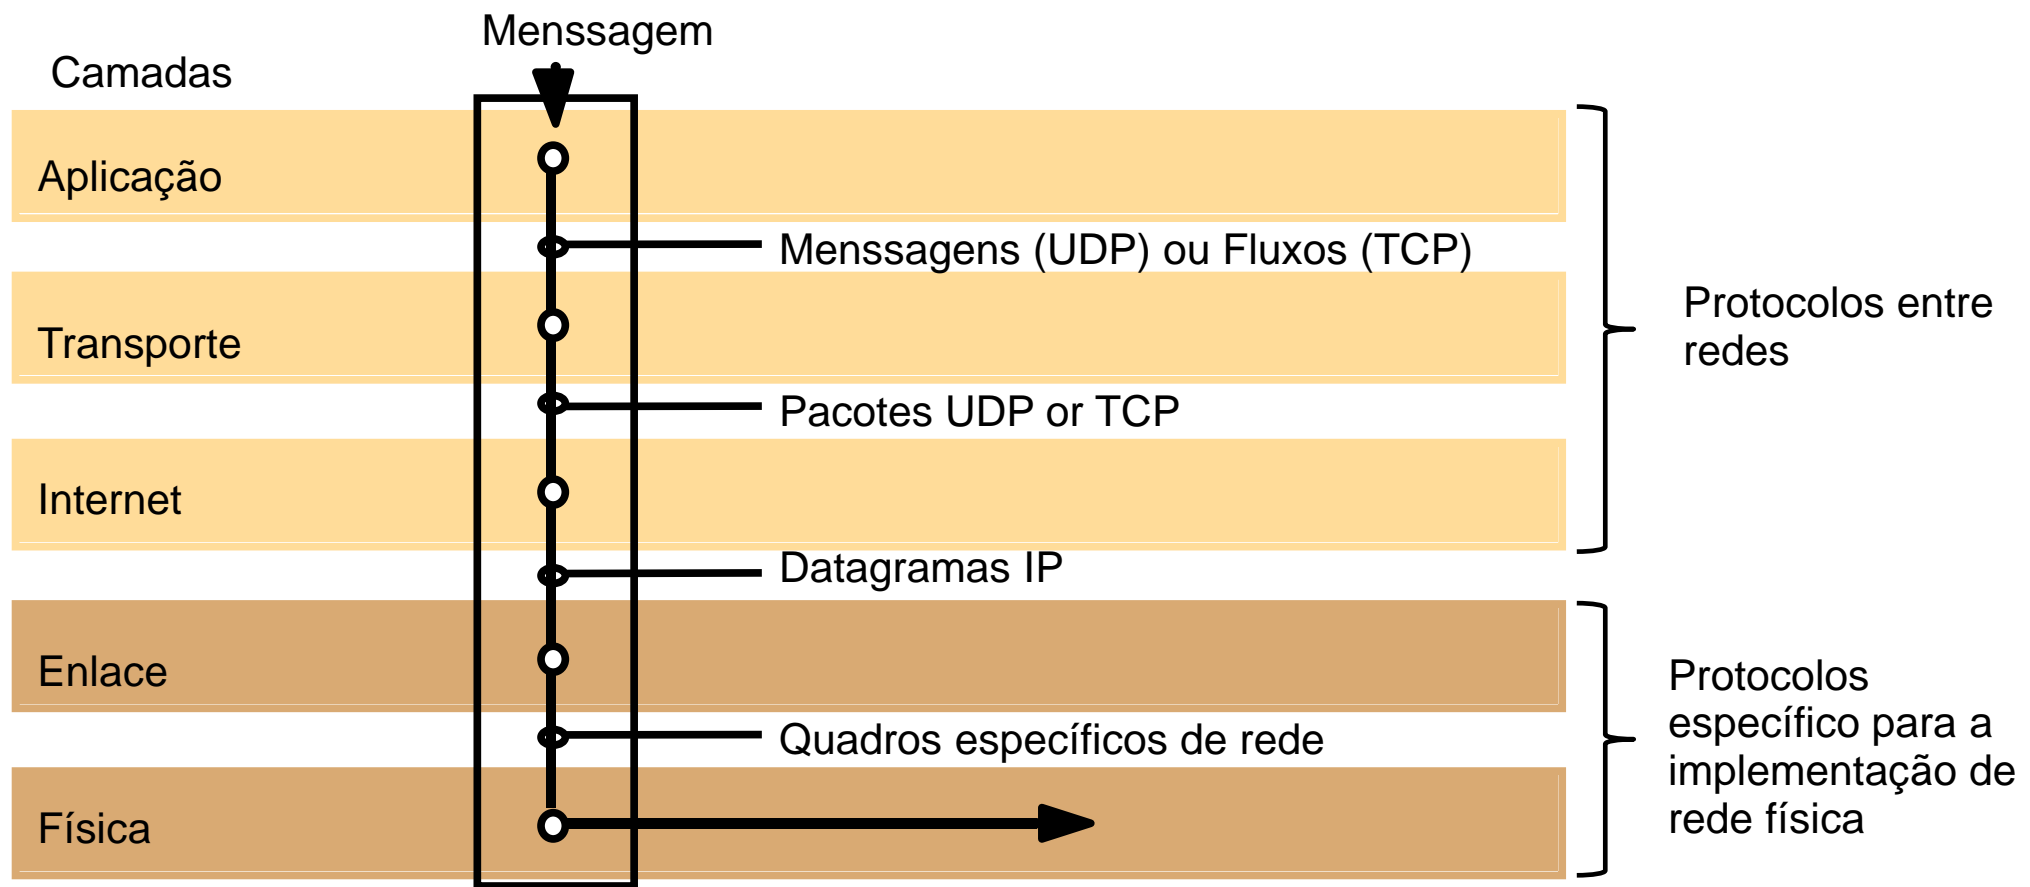 Menssagem
Camadas
Aplicação
Menssagens (UDP) ou Fluxos (TCP)
Transporte
Protocolos entre
redes
Pacotes UDP or TCP
Internet
Datagramas IP
Enlace
Protocolos
específico para a
implementação de
rede física
Quadros específicos de rede
Física